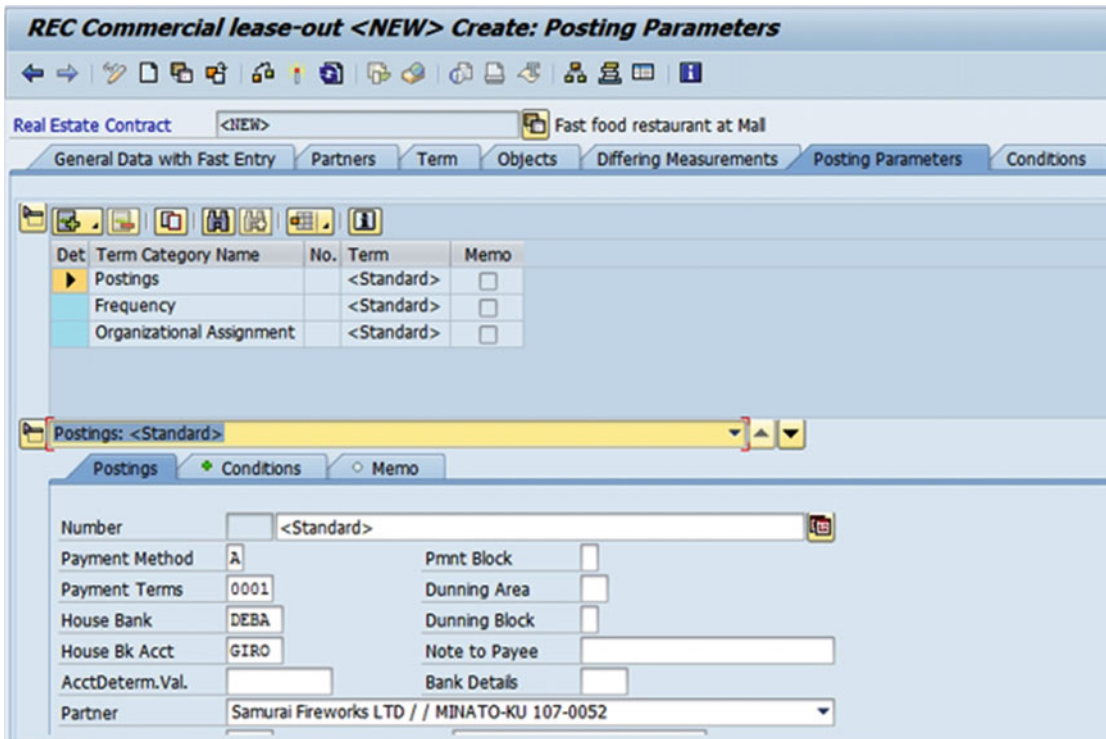 REC Commercial lease-out <NEW> Create: Posting Parameters
Real Estate Contract <NEW> Fast food restaurant at Mall
General Data with Fast Entry Partners Term Objects Differing Measurements Posting Parameters Conditions
Det Term Category Name No. Term Memo
Postings <Standard>
Frequency <Standard>
Organizational Assignment <Standard>
Postings: <Standard>
Postings Conditions Memo
Number <Standard>
Payment Method A Pmnt Block
Payment Terms 0001 Dunning Area
House Bank DEBA Dunning Block
House Bk Acct GIRO Note to Payee
AcctDeterm.Val. Bank Details
Partner Samurai Fireworks LTD / / MINATO-KU 107-0052